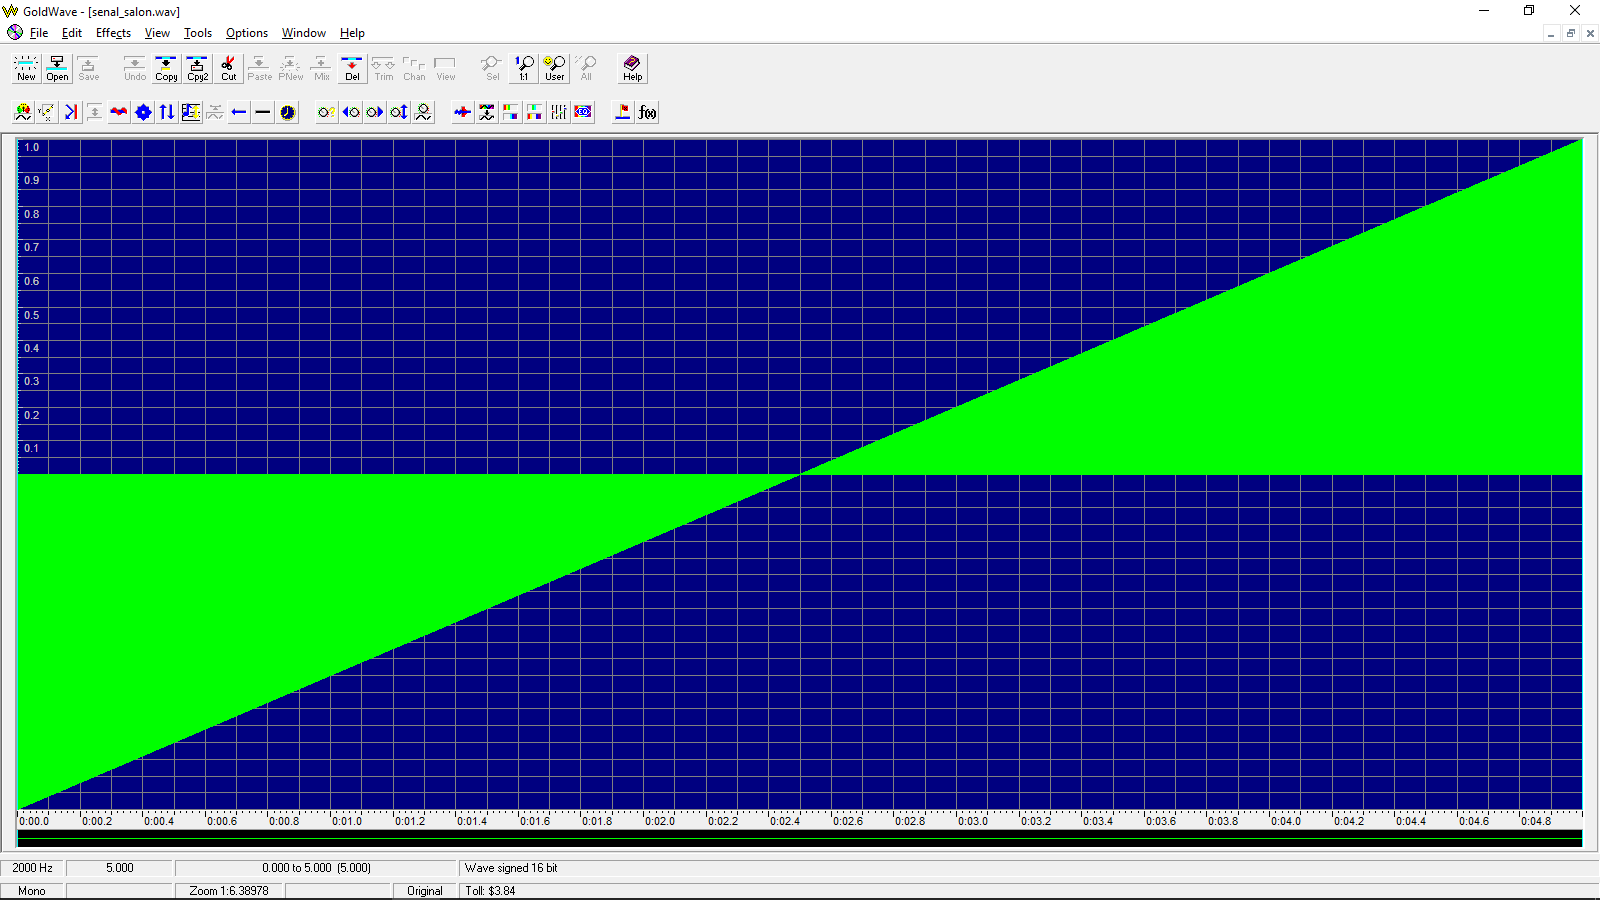 GoldWave - [senal_salon.wav]
File Edit Effects View Tools Options Window Help
New Open Save Undo Copy Cpy2 Cut Paste PNew Mix Del Trim Chan View Sel 1:1 User All Help
f(x)
1.0
0.9
0.8
0.7
0.6
0.5
0.4
0.3
0.2
0.1
0:00.0 0:00.2 0:00.4 0:00.6 0:00.8 0:01.0 0:01.2 0:01.4 0:01.6 0:01.8 0:02.0 0:02.2 0:02.4 0:02.6 0:02.8 0:03.0 0:03.2 0:03.4 0:03.6 0:03.8 0:04.0 0:04.2 0:04.4 0:04.6 0:04.8
2000 Hz 5.000 0.000 to 5.000 (5.000) Wave signed 16 bit
Mono Zoom 1:6.38978 Original Toll: $3.84